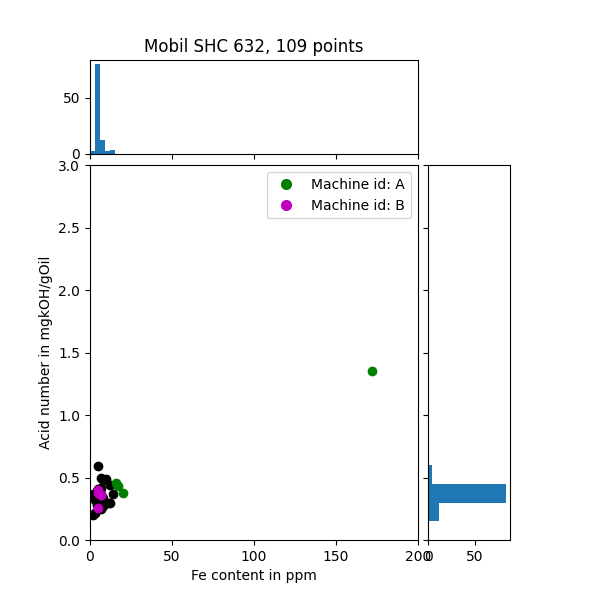 Mobil SHC 632, 109 points
50
0
3.0
2.5
2.0
1.5
1.0
0.5
0.0
Acid number in mgkOH/gOil
Machine id: A
Machine id: B
0 50 100 150 200
0 50
Fe content in ppm